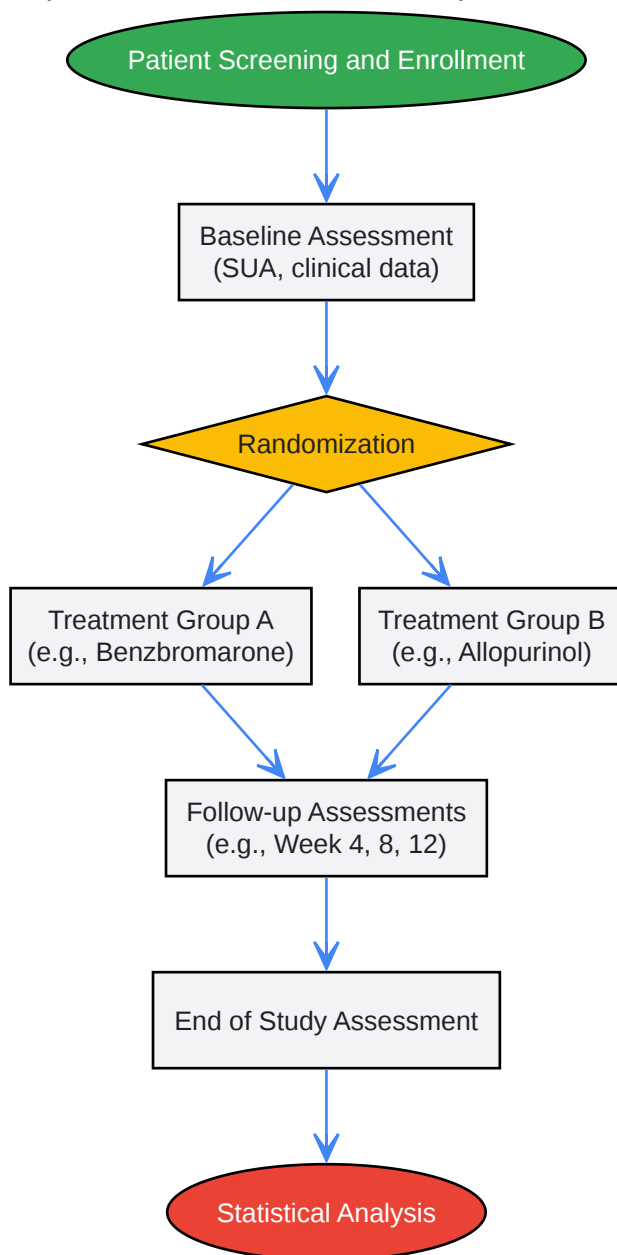 Patient Screening and Enrollment
Baseline Assessment
(SUA, clinical data)
Randomization
Treatment Group A
(e.g., Benzbromarone)
Treatment Group B
(e.g., Allopurinol)
Follow-up Assessments
(e.g., Week 4, 8, 12)
End of Study Assessment
Statistical Analysis